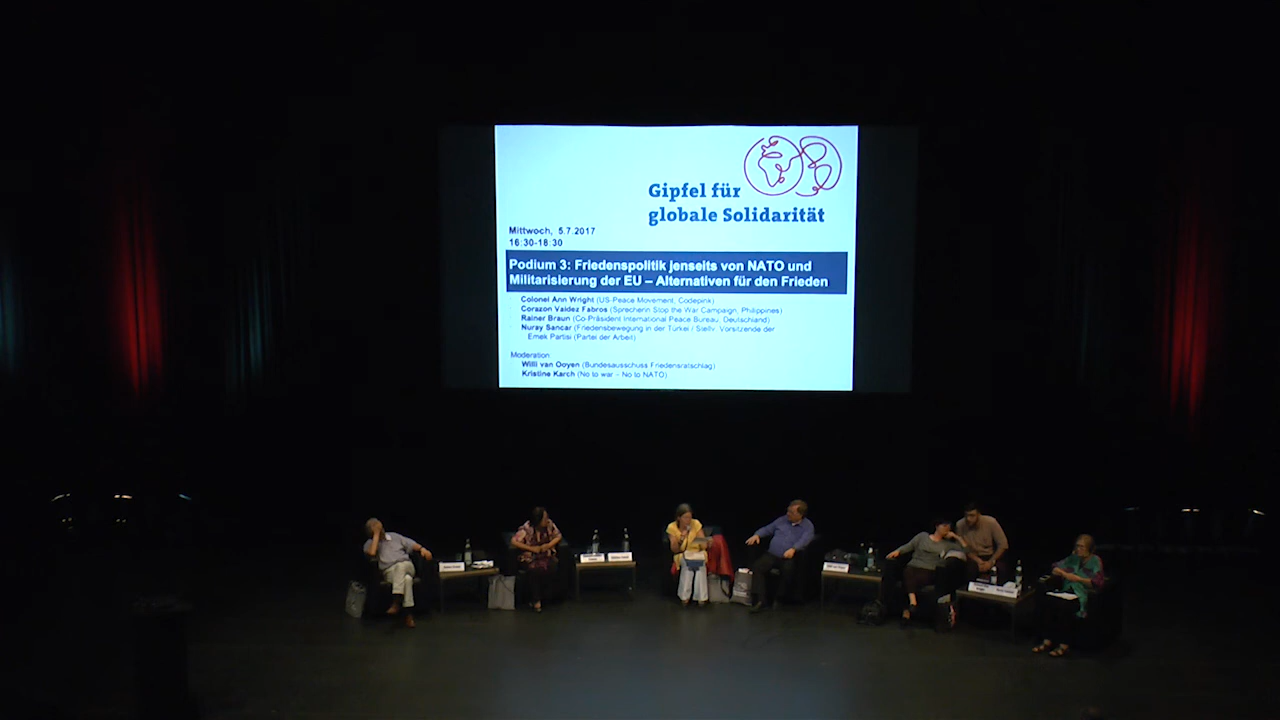 Gipfel für
globale Solidarität
Mittwoch, 5.7.2017
16:30-18:30
Podium 3: Friedenspolitik jenseits von NATO und
Militarisierung der EU – Alternativen für den Frieden
Colonel Ann Wright (US-Peace Movement, Codepink)
Corazon Valdez Fabros (Sprecherin Stop the War Campaign, Philippines)
Rainer Braun (Co-Präsident International Peace Bureau, Deutschland)
Nuray Sancar (Friedensbewegung in der Türkei / Stellv. Vorsitzende der
Emek Partisi (Partei der Arbeit)
Moderation
Willi van Ooyen (Bundesausschuss Friedensratschlag)
Kristine Karch (No to war - No to NATO)